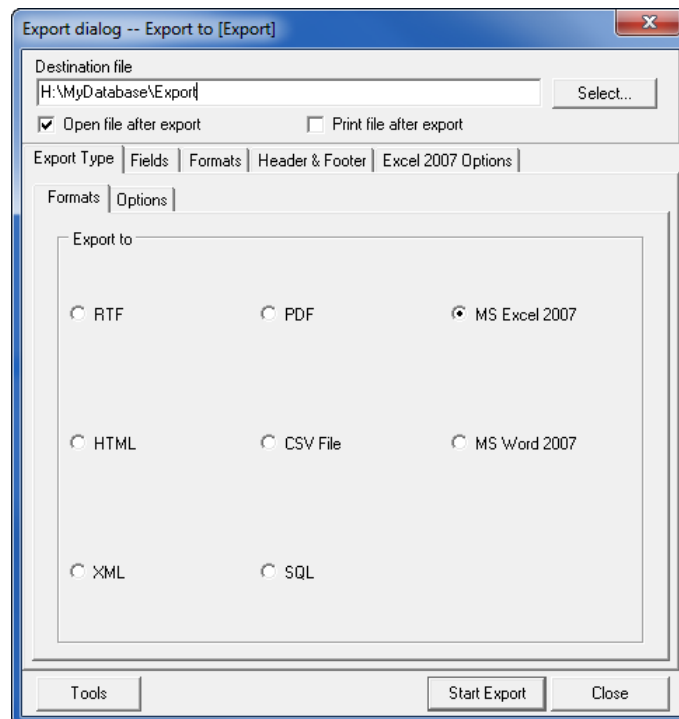 Export dialog -- Export to [Export]
Destination file
H:\MyDatabase\Export
Select...
Open file after export Print file after export
Export Type Fields Formats Header & Footer Excel 2007 Options
Formats Options
Export to
RTF PDF MS Excel 2007
HTML CSV File MS Word 2007
XML SQL
Tools Start Export Close